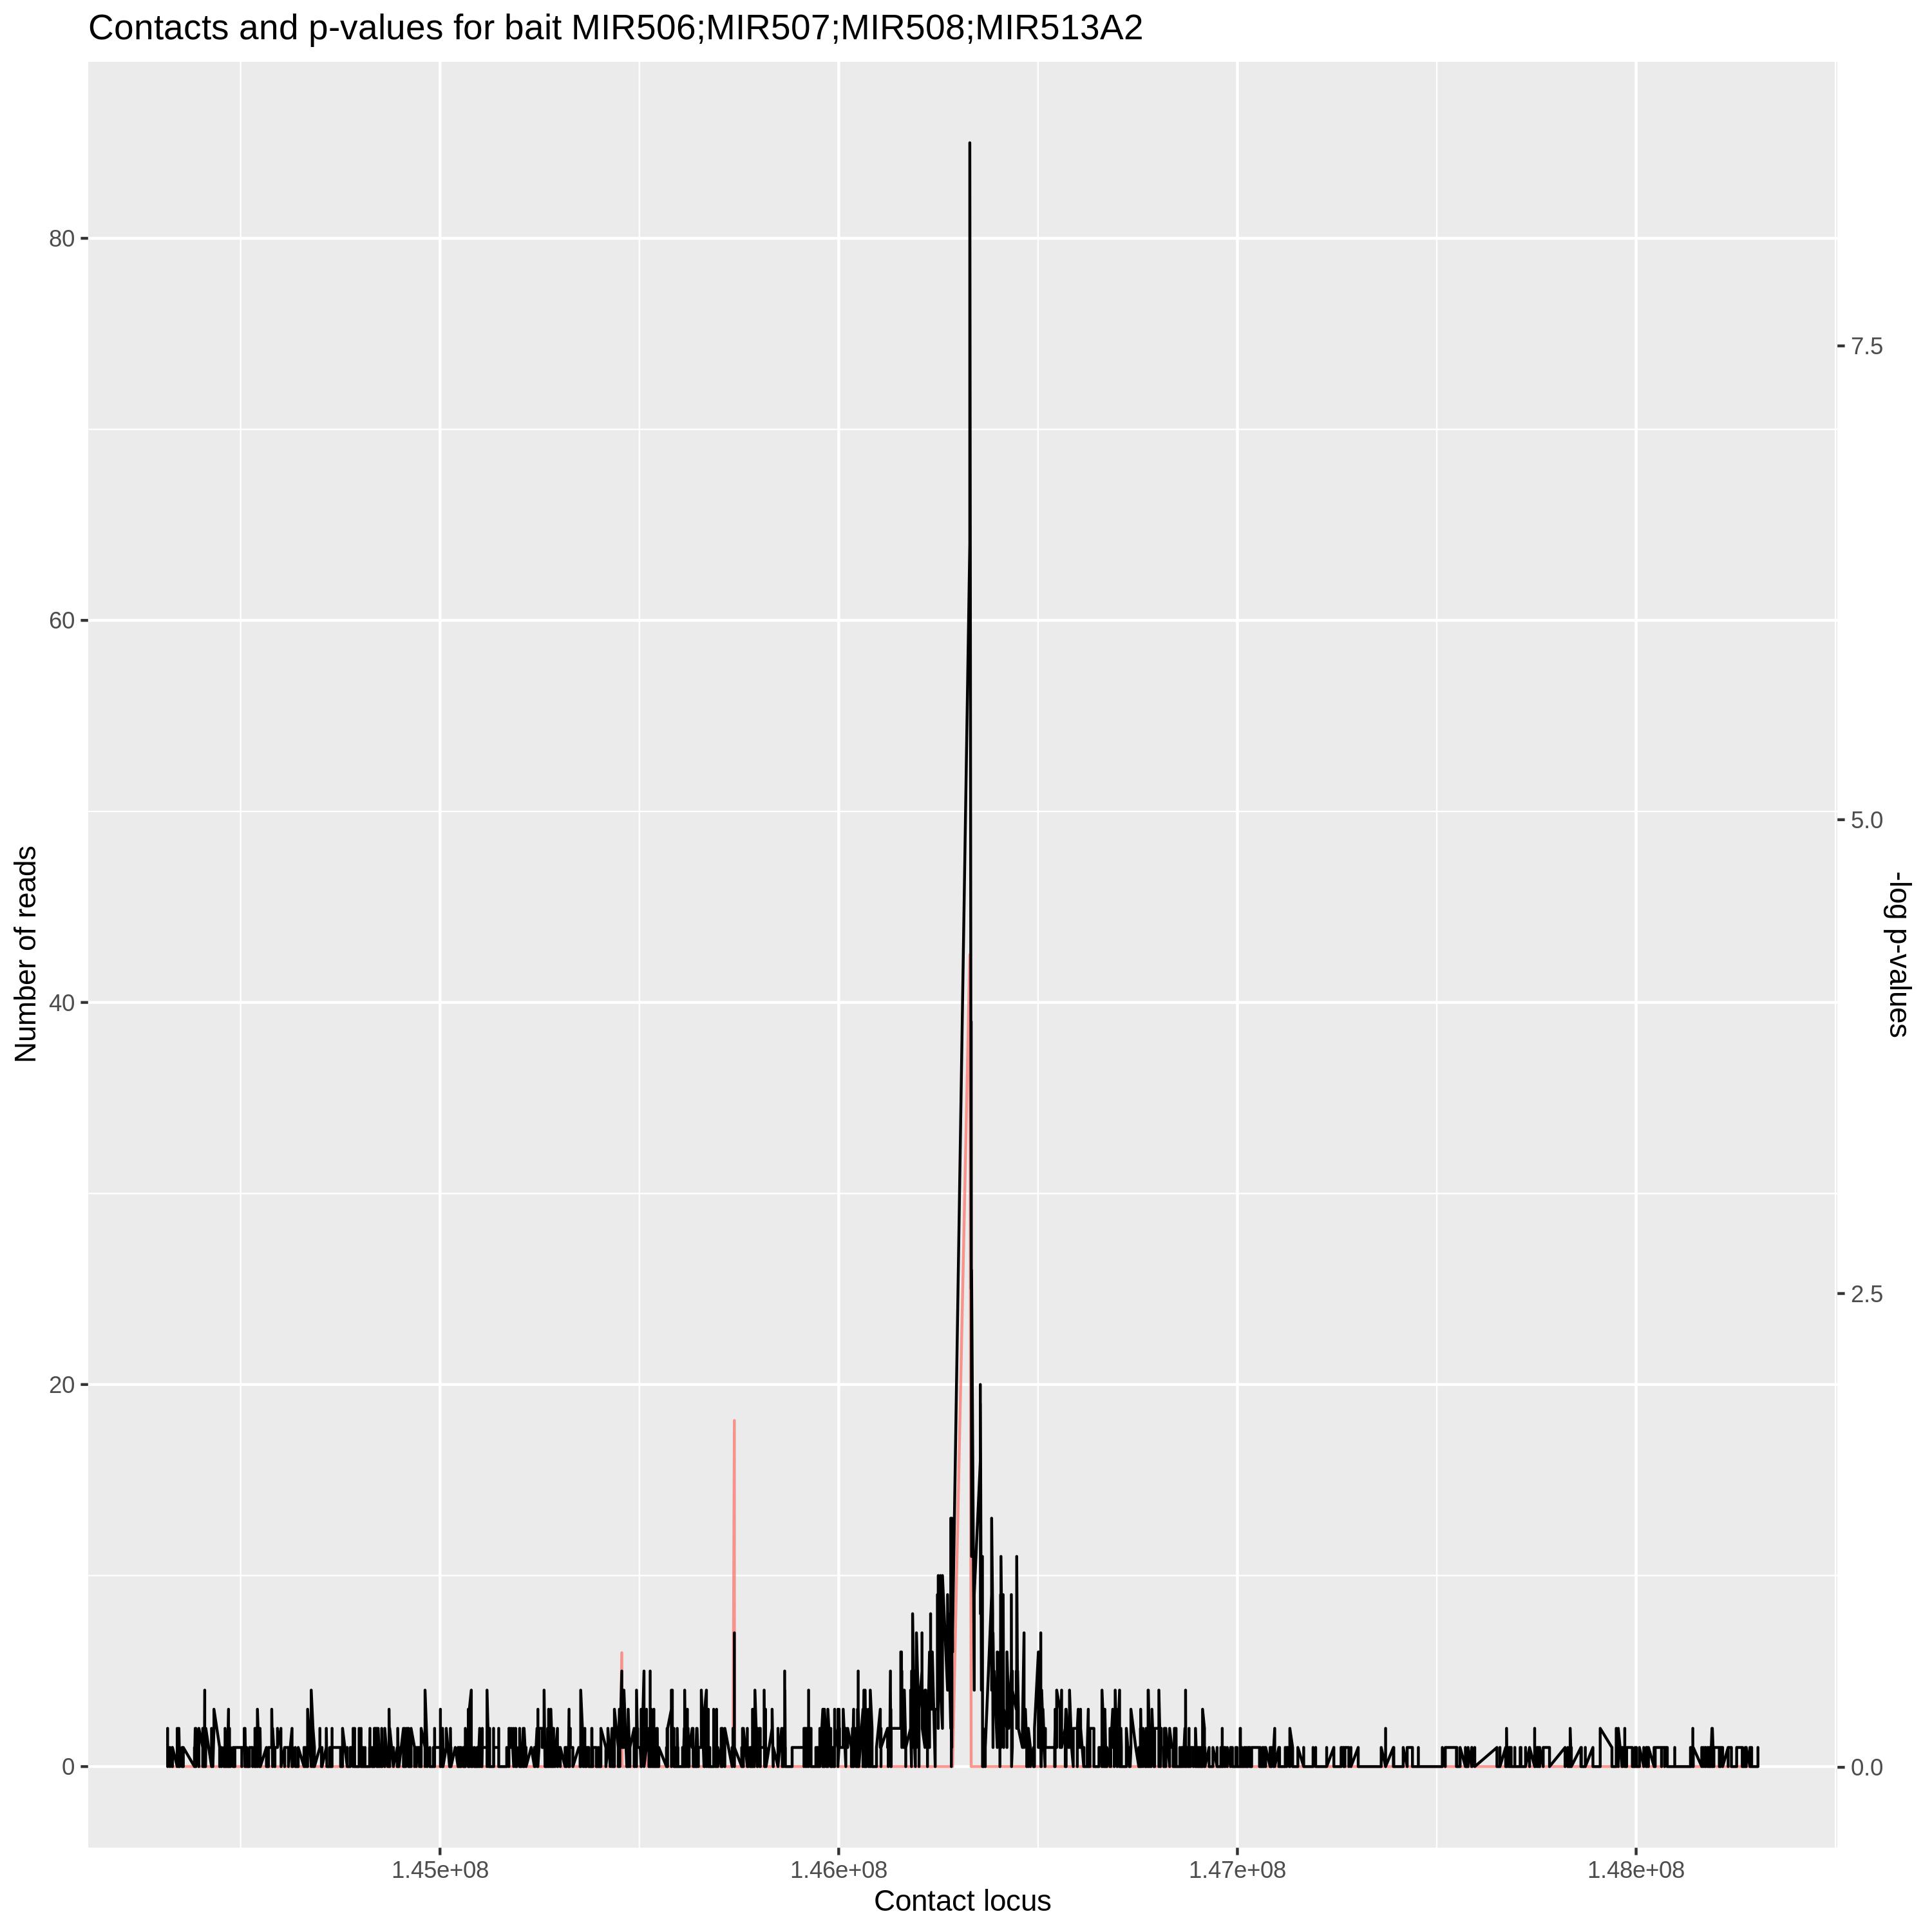 Contacts and p-values for bait MIR506;MIR507;MIR508;MIR513A2
80
60
40
20
0
Number of reads
7.5
5.0
2.5
0.0
-log p-values
1.45e+08
1.46e+08
1.47e+08
1.48e+08
Contact locus